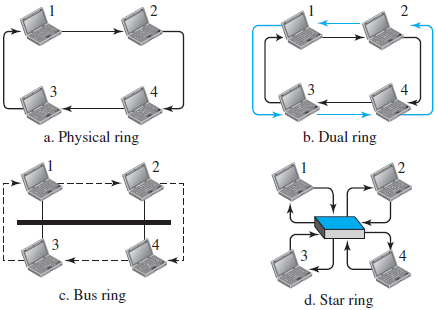 1 2
3 4
a. Physical ring
1 2
3 4
b. Dual ring
1 2
3 4
c. Bus ring
1 2
3 4
d. Star ring